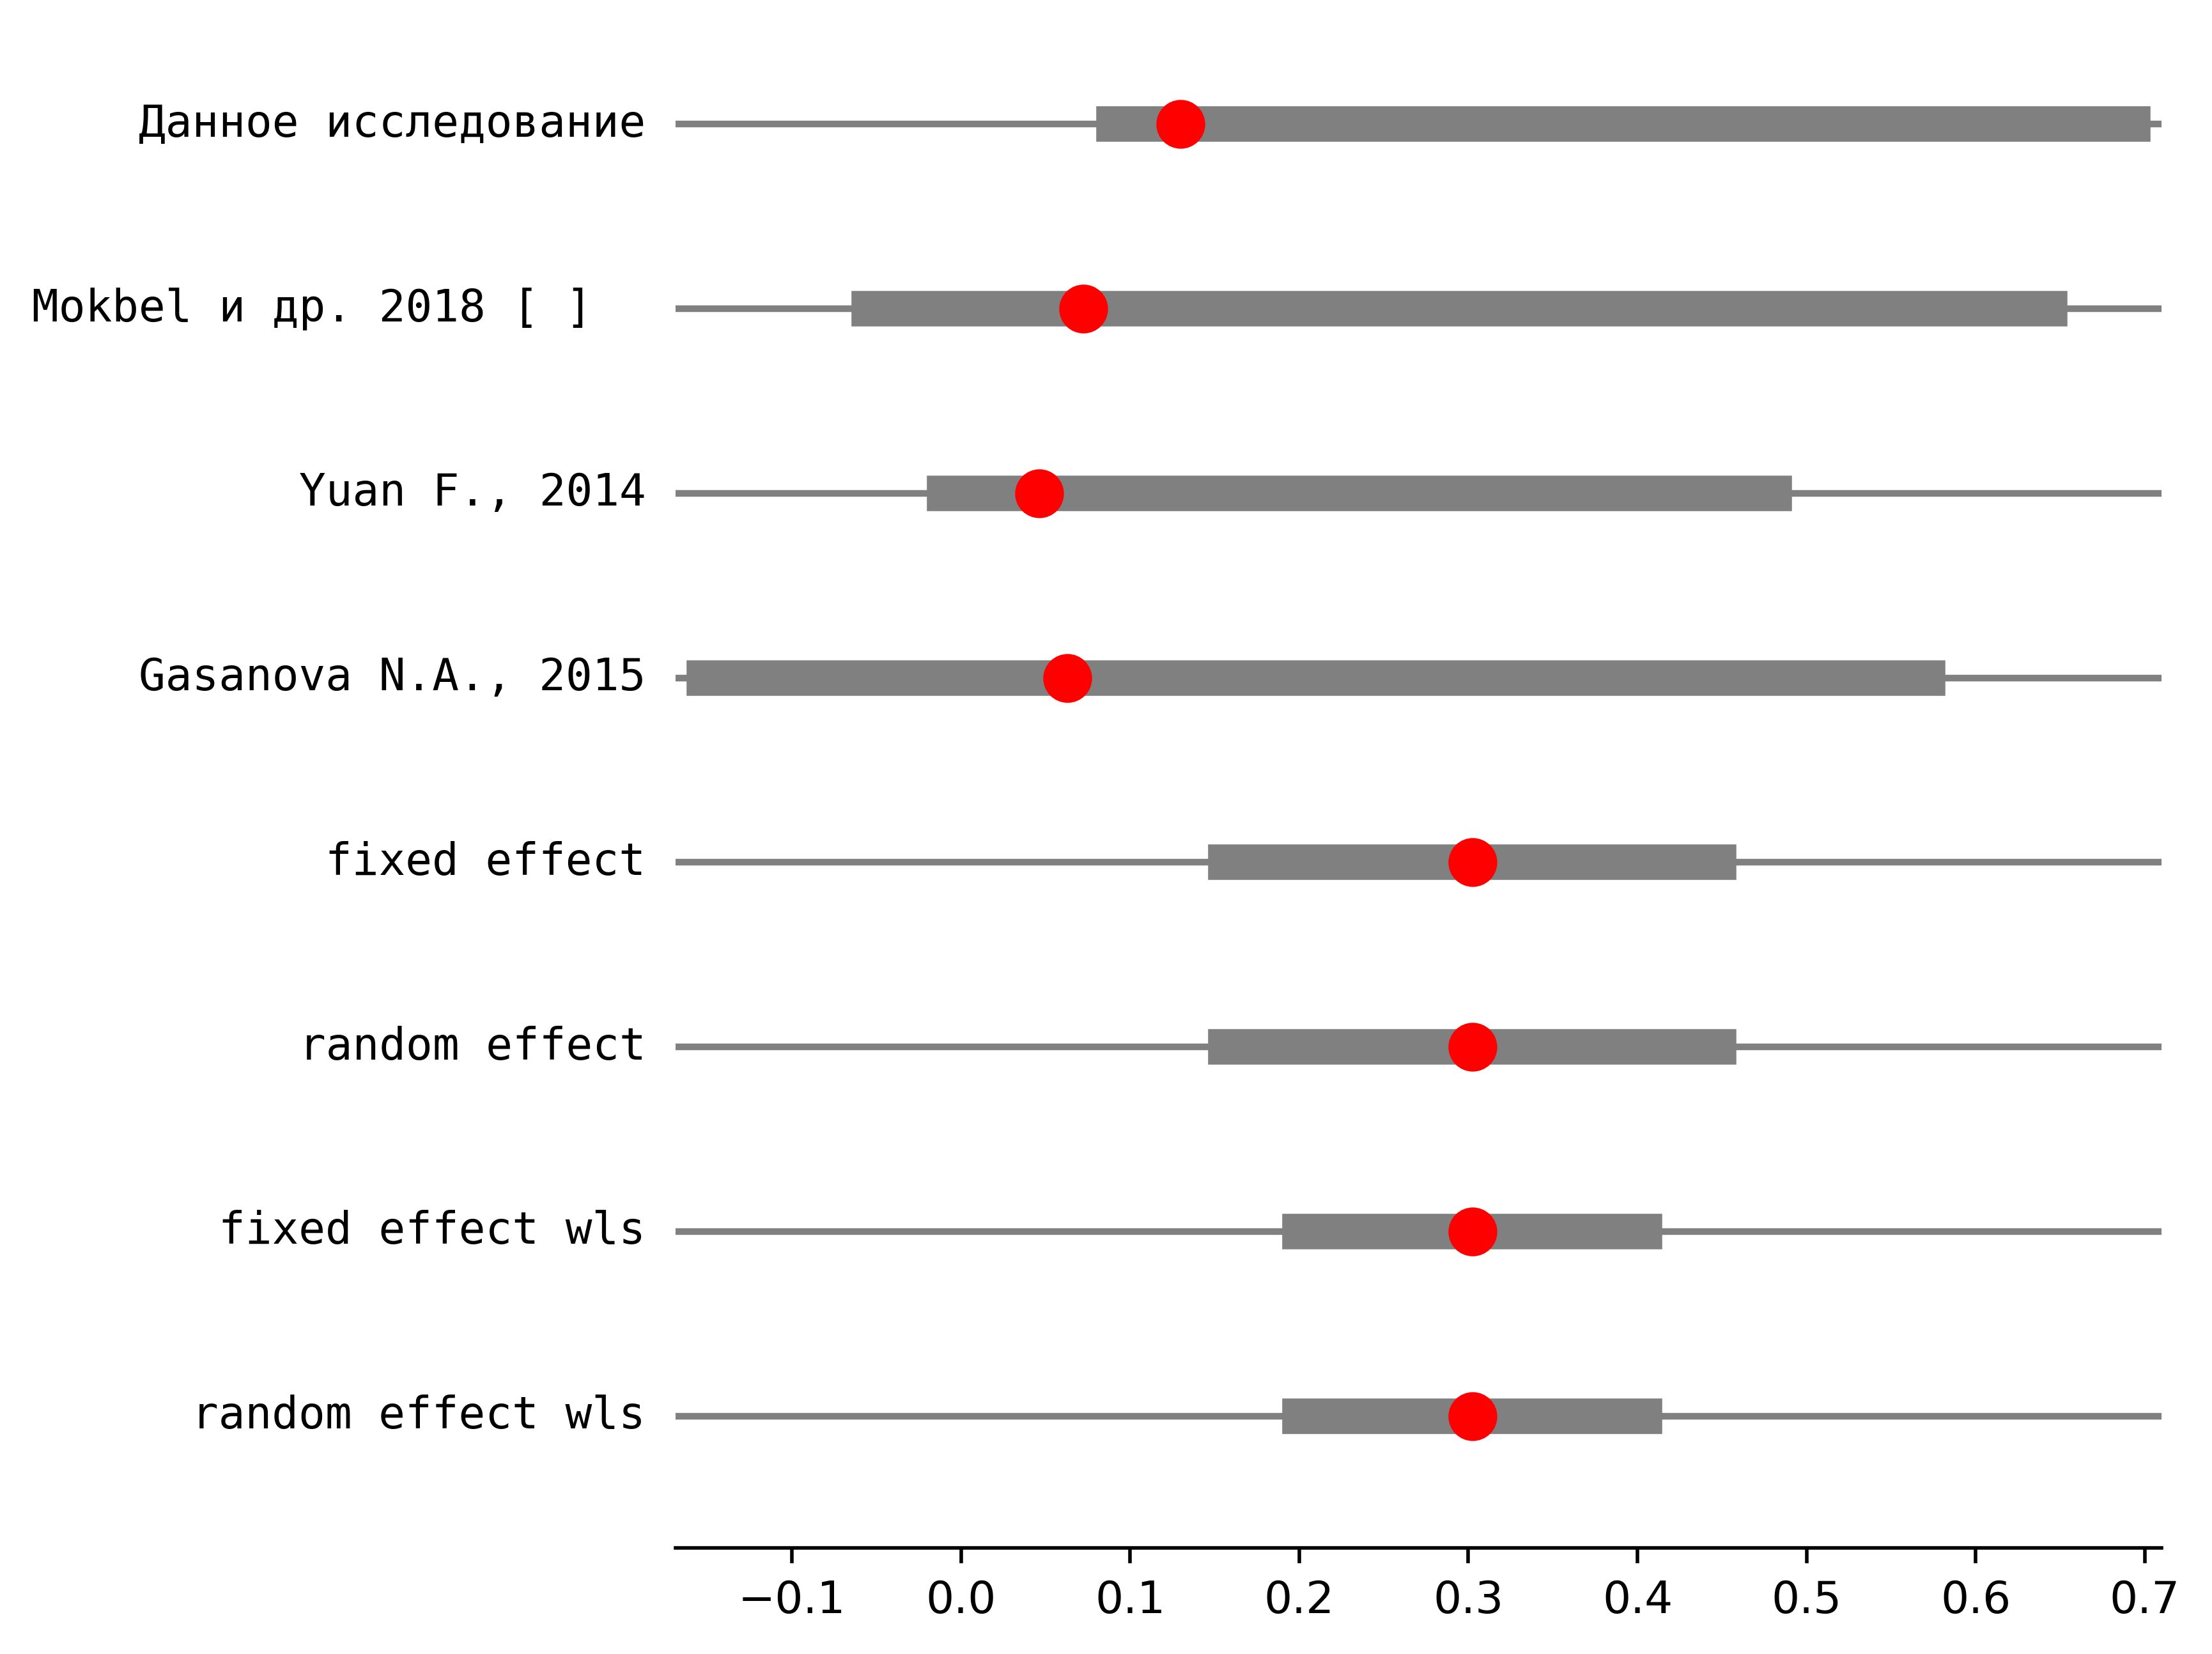 Данное исследование
Mokbel и др. 2018 [ ]
Yuan F., 2014
Gasanova N.A., 2015
fixed effect
random effect
fixed effect wls
random effect wls
−0.1 0.0 0.1 0.2 0.3 0.4 0.5 0.6 0.7